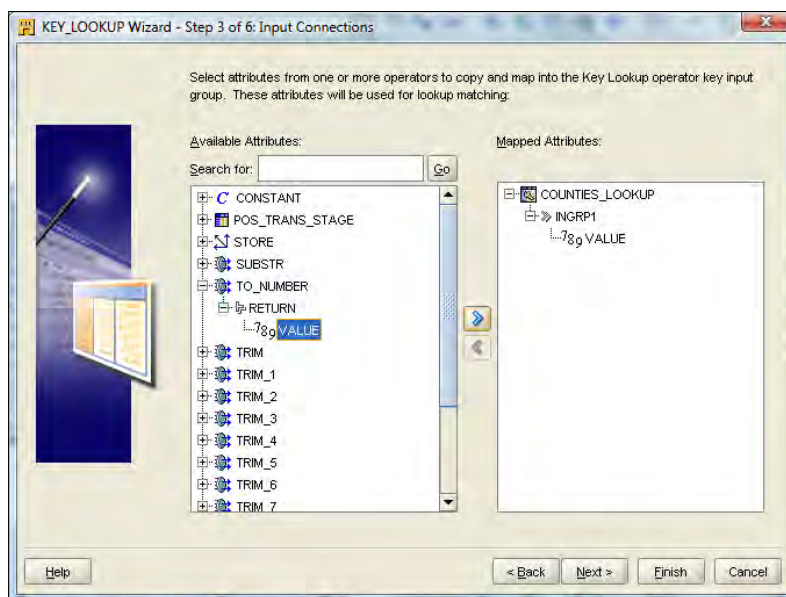 KEY_LOOKUP Wizard - Step 3 of 6: Input Connections
Select attributes from one or more operators to copy and map into the Key Lookup operator key input
group. These attributes will be used for lookup matching:
Available Attributes:
Mapped Attributes:
Search for:
Go
C CONSTANT
POS_TRANS_STAGE
STORE
SUBSTR
TO_NUMBER
RETURN
789 VALUE
TRIM
TRIM_1
TRIM_2
TRIM_3
TRIM_4
TRIM_5
TRIM_6
TRIM_7
COUNTIES_LOOKUP
INGRP1
789 VALUE
Help
< Back
Next >
Finish
Cancel